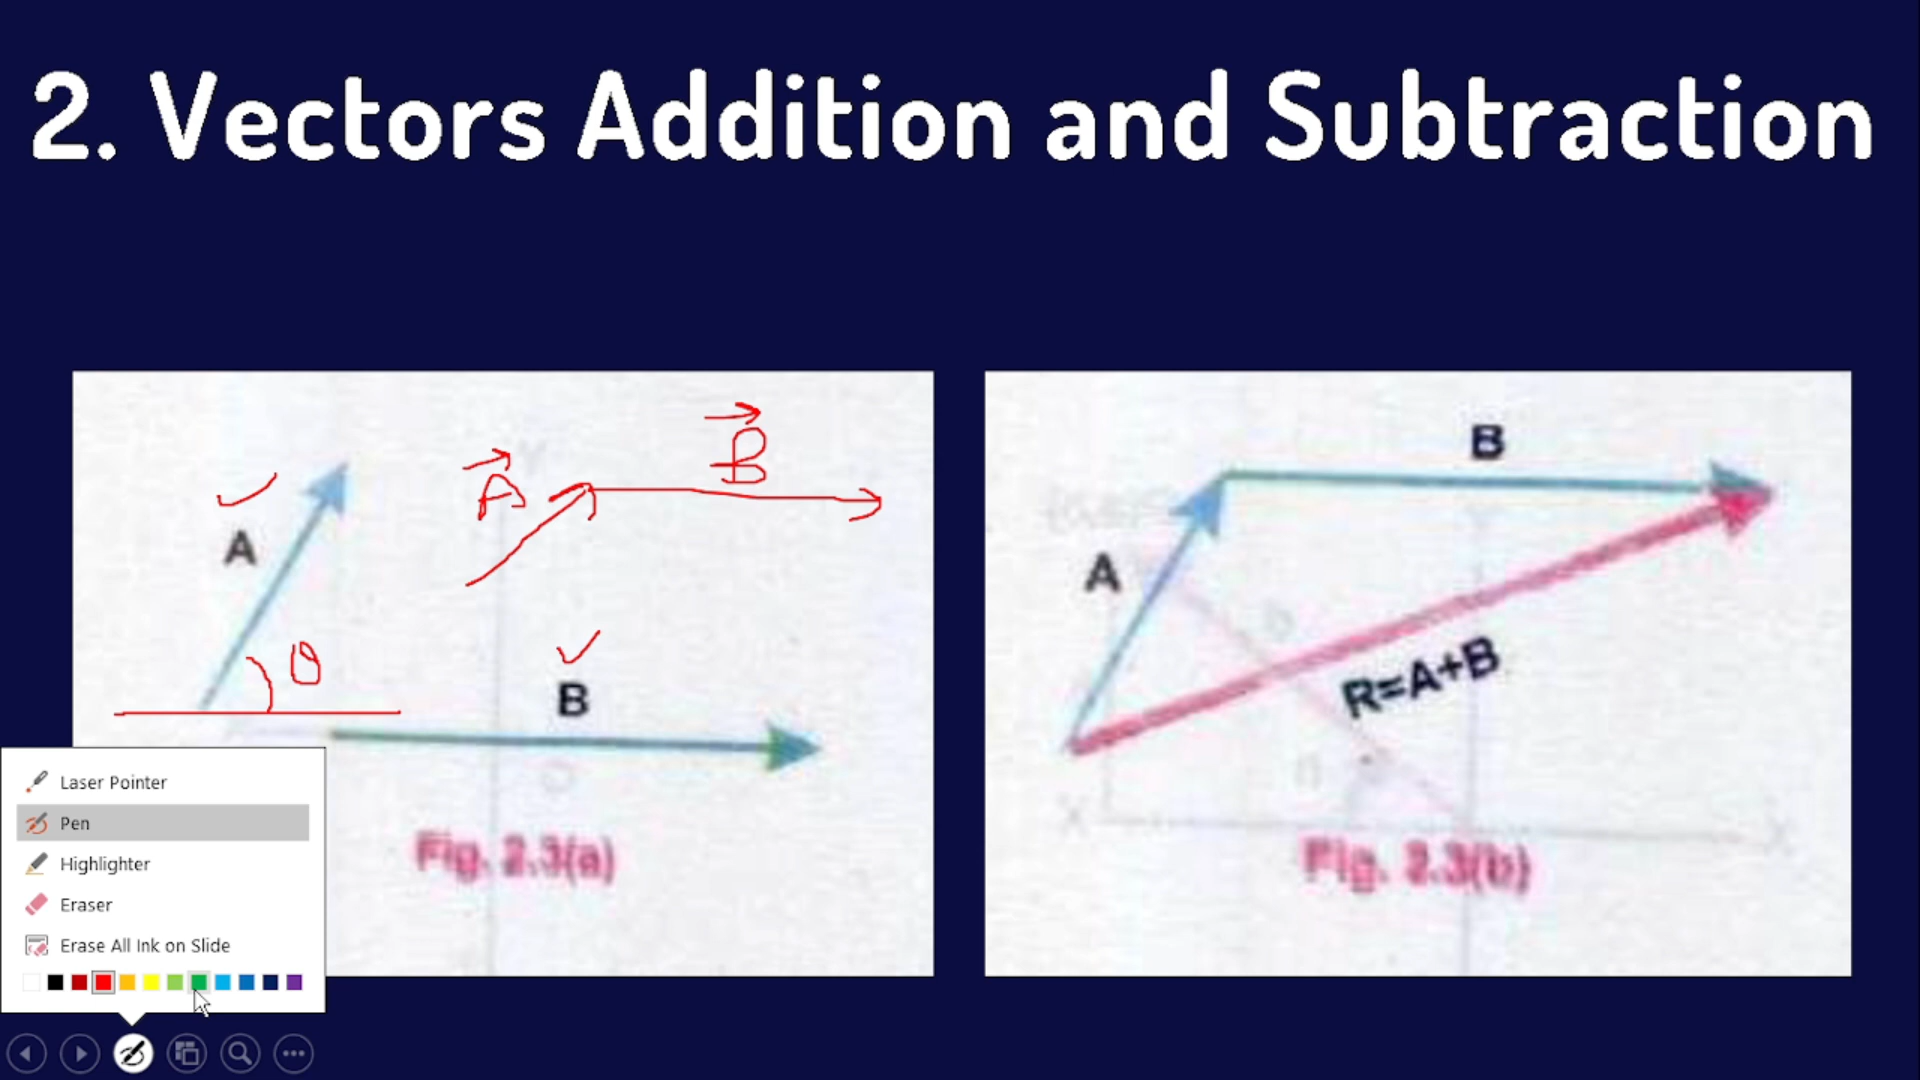 2. Vectors Addition and Subtraction
A
B
A
θ
B
Fig. 2.3(a)
B
A
R=A+B
X
Fig. 2.3(b)
Laser Pointer
Pen
Highlighter
Eraser
Erase All Ink on Slide